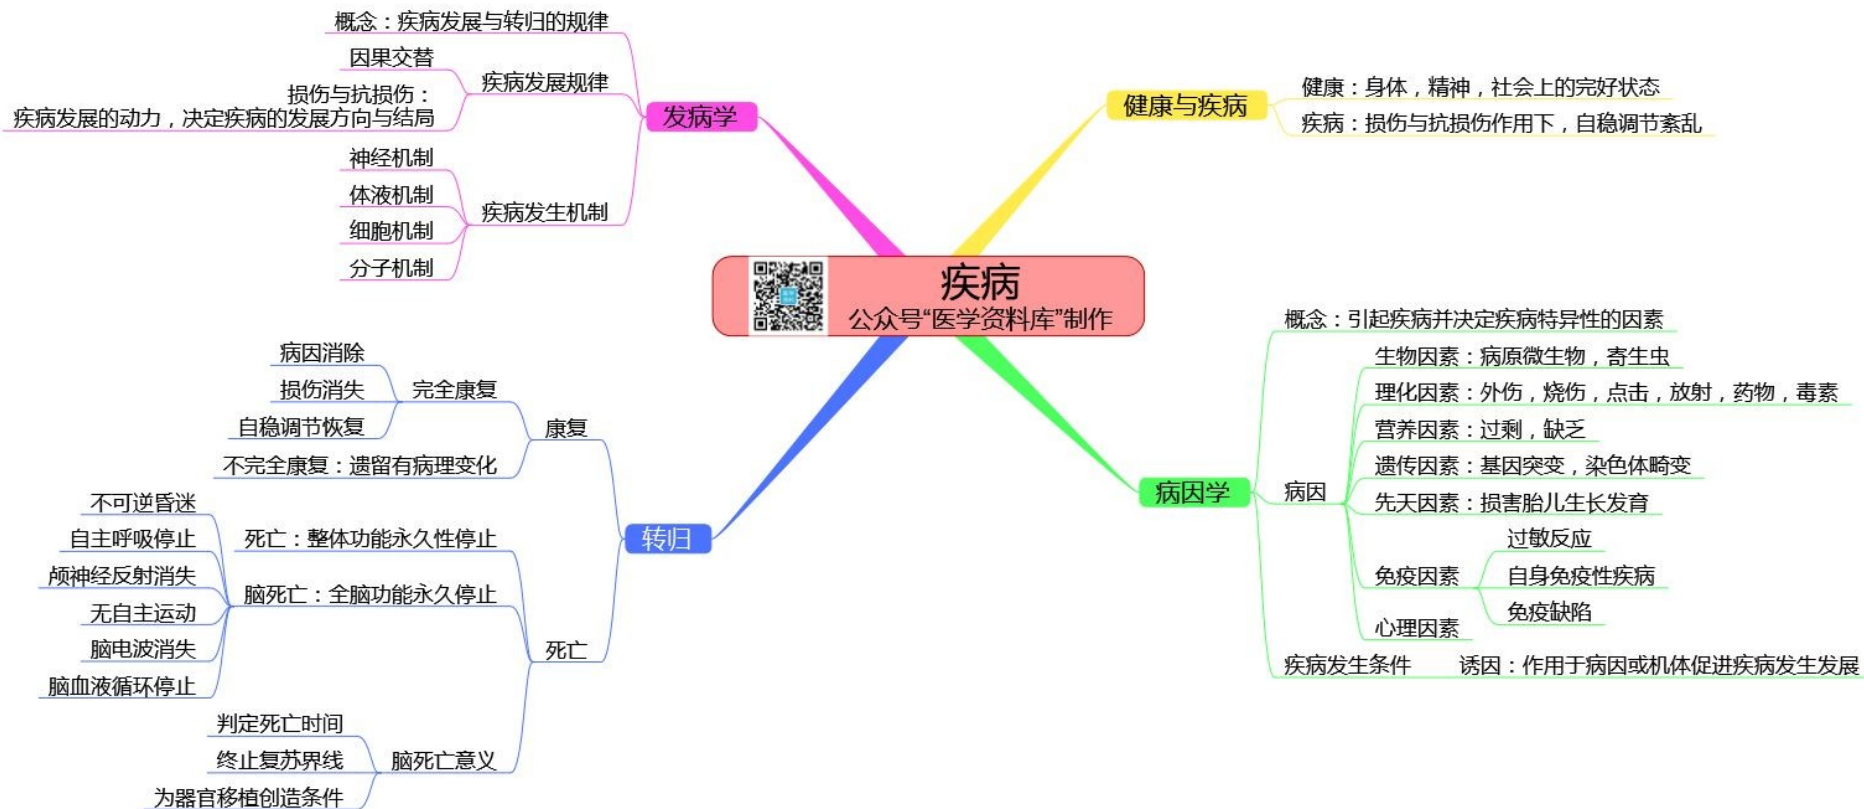 疾病
公众号“医学资料库”制作
健康与疾病
健康：身体，精神，社会上的完好状态
疾病：损伤与抗损伤作用下，自稳调节紊乱
病因学
概念：引起疾病并决定疾病特异性的因素
病因
生物因素：病原微生物，寄生虫
理化因素：外伤，烧伤，点击，放射，药物，毒素
营养因素：过剩，缺乏
遗传因素：基因突变，染色体畸变
先天因素：损害胎儿生长发育
免疫因素
过敏反应
自身免疫性疾病
免疫缺陷
心理因素
疾病发生条件
诱因：作用于病因或机体促进疾病发生发展
发病学
概念：疾病发展与转归的规律
疾病发展规律
因果交替
损伤与抗损伤：
疾病发展的动力，决定疾病的发展方向与结局
疾病发生机制
神经机制
体液机制
细胞机制
分子机制
转归
康复
完全康复
病因消除
损伤消失
自稳调节恢复
不完全康复：遗留有病理变化
死亡
死亡：整体功能永久性停止
脑死亡：全脑功能永久停止
不可逆昏迷
自主呼吸停止
颅神经反射消失
无自主运动
脑电波消失
脑血液循环停止
脑死亡意义
判定死亡时间
终止复苏界线
为器官移植创造条件